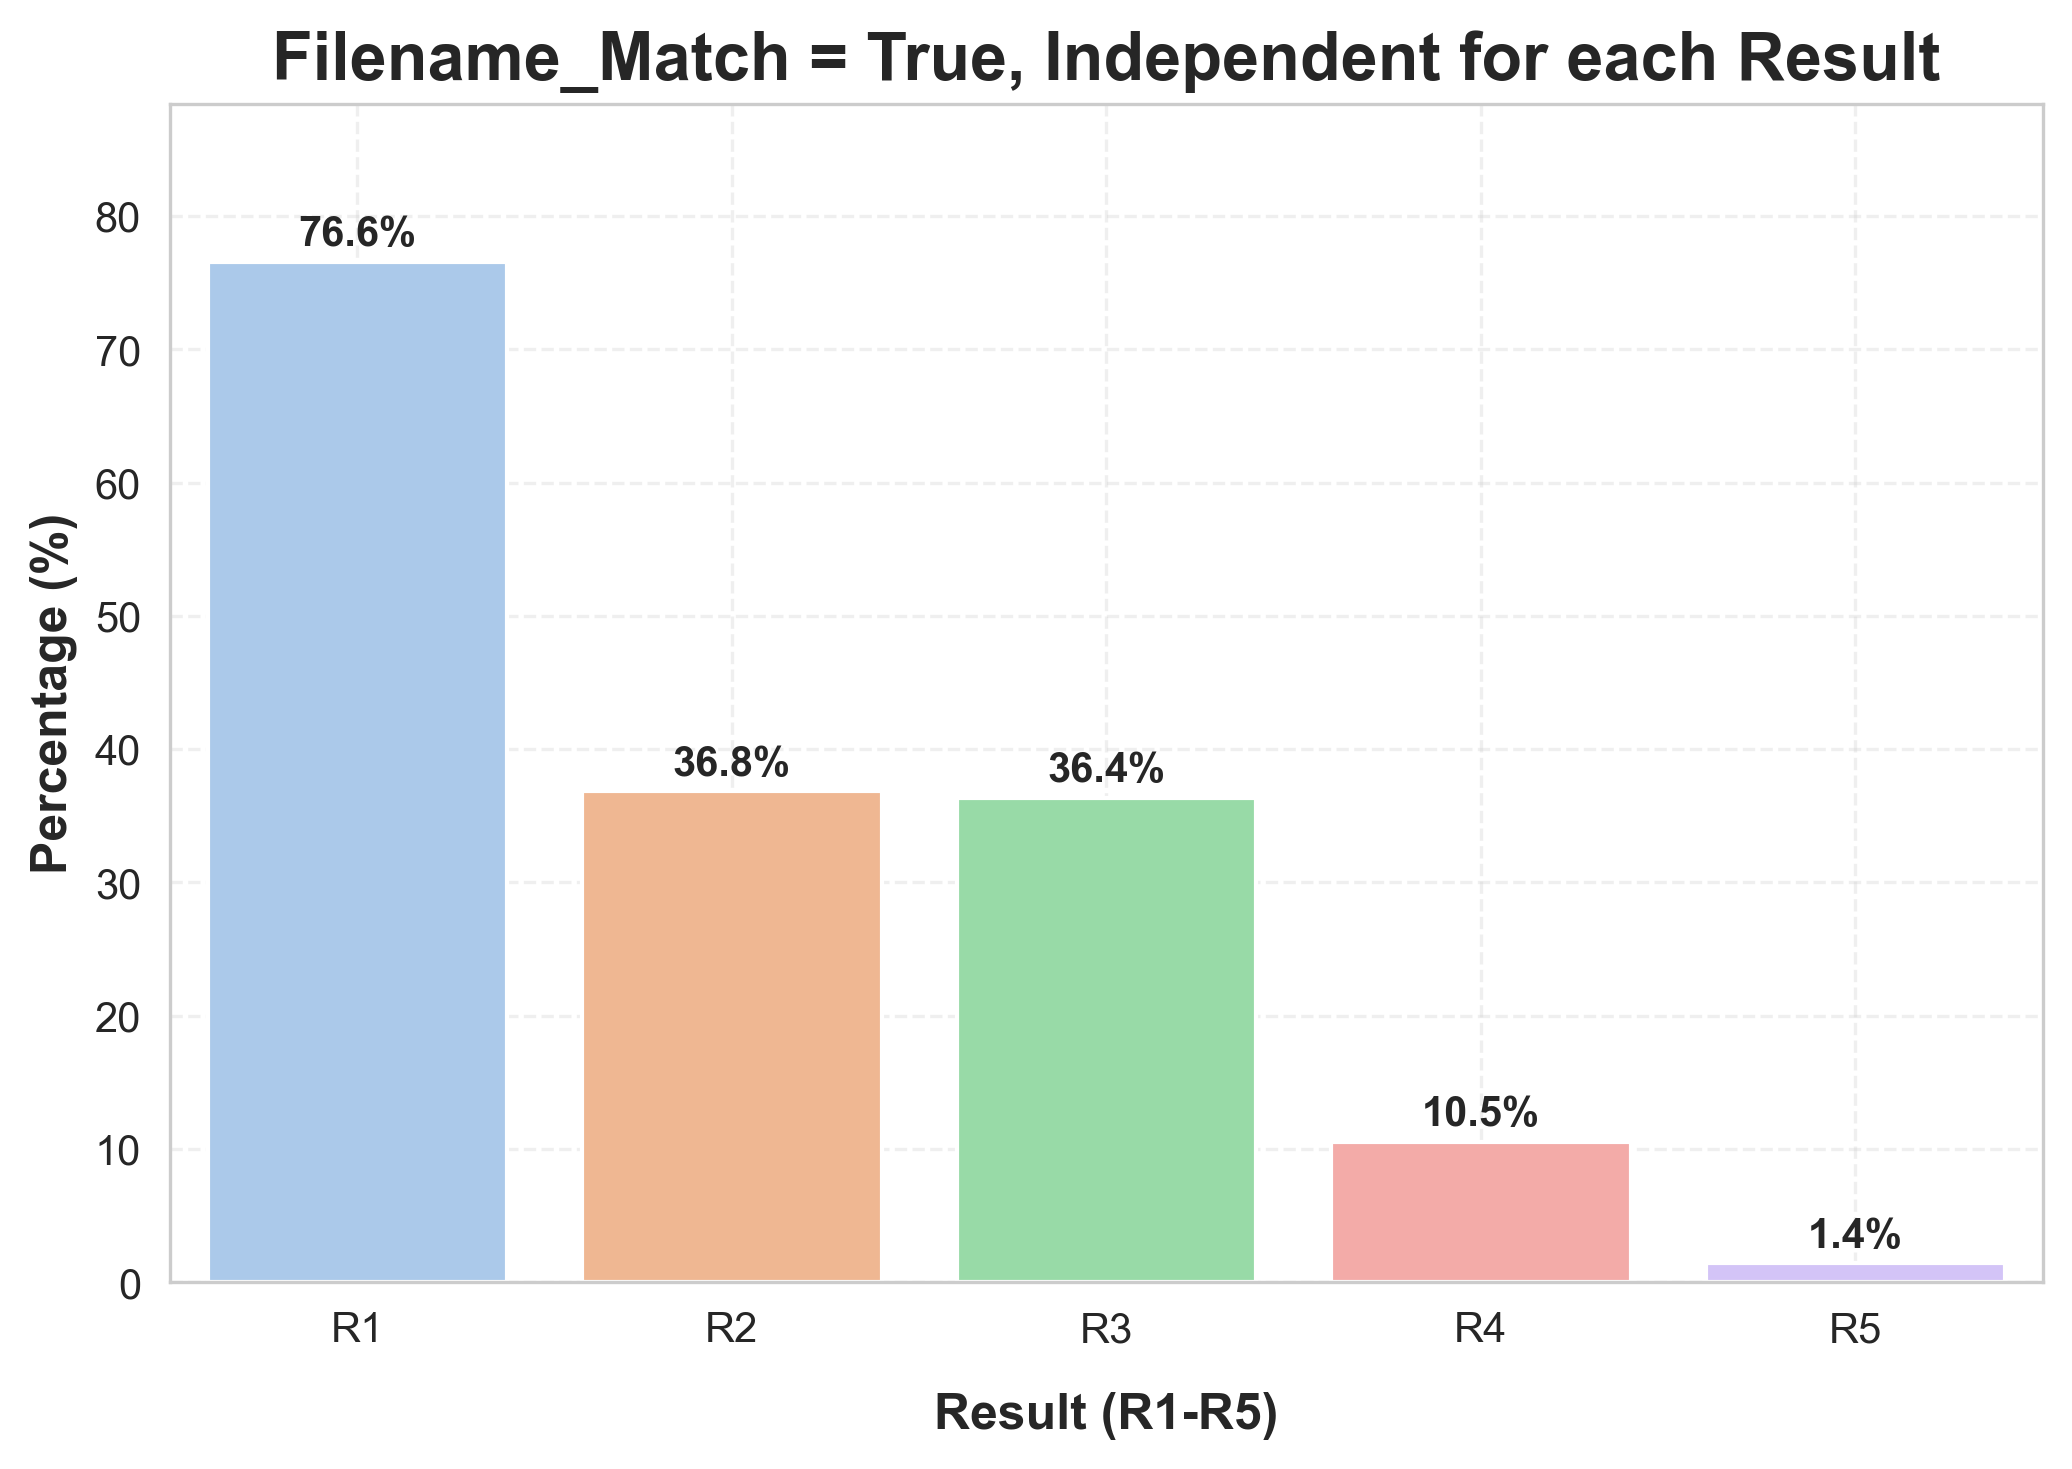 Filename_Match = True, Independent for each Result
Percentage (%)
80
70
60
50
40
30
20
10
0
76.6%
36.8%
36.4%
10.5%
1.4%
R1
R2
R3
R4
R5
Result (R1-R5)